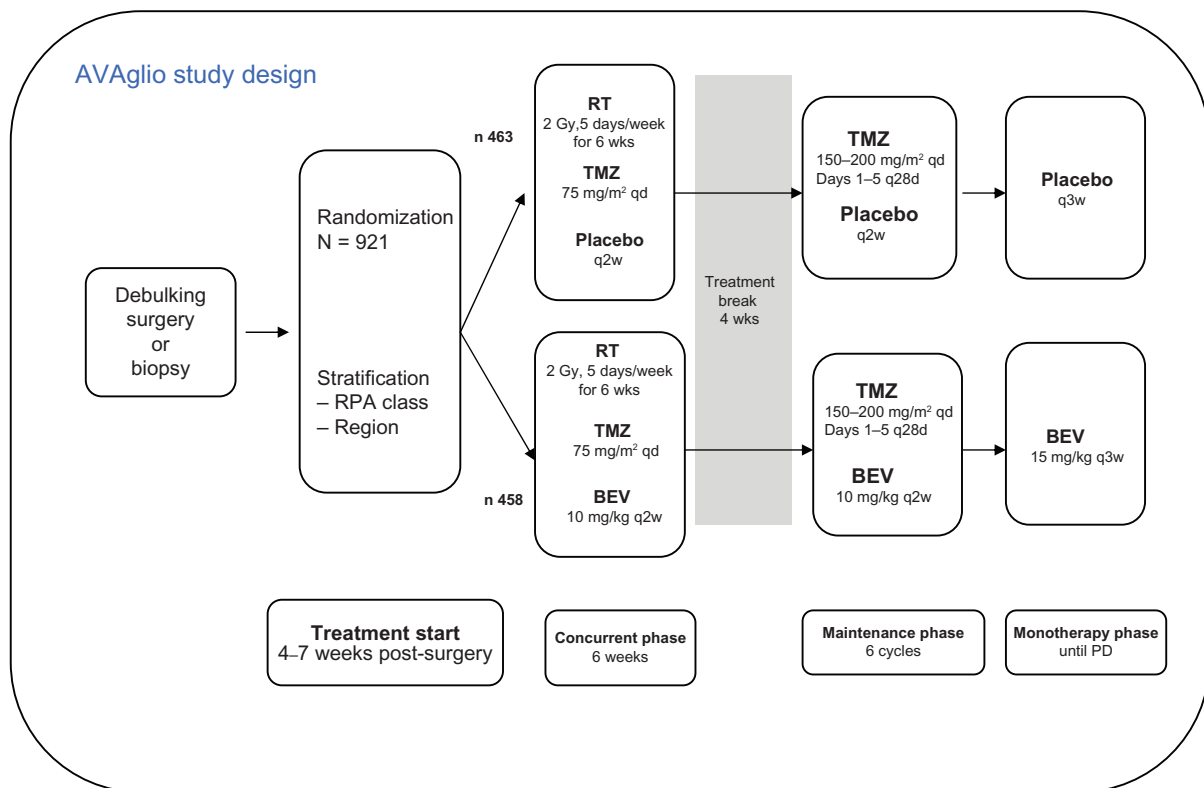 AVAglio study design
Debulking
surgery
or
biopsy
Randomization
N = 921
Stratification
– RPA class
– Region
n 463
RT
2 Gy,5 days/week
for 6 wks
TMZ
75 mg/m² qd
Placebo
q2w
n 458
RT
2 Gy, 5 days/week
for 6 wks
TMZ
75 mg/m² qd
BEV
10 mg/kg q2w
Treatment
break
4 wks
TMZ
150–200 mg/m² qd
Days 1–5 q28d
Placebo
q2w
Placebo
q3w
TMZ
150–200 mg/m² qd
Days 1–5 q28d
BEV
10 mg/kg q2w
BEV
15 mg/kg q3w
Treatment start
4–7 weeks post-surgery
Concurrent phase
6 weeks
Maintenance phase
6 cycles
Monotherapy phase
until PD